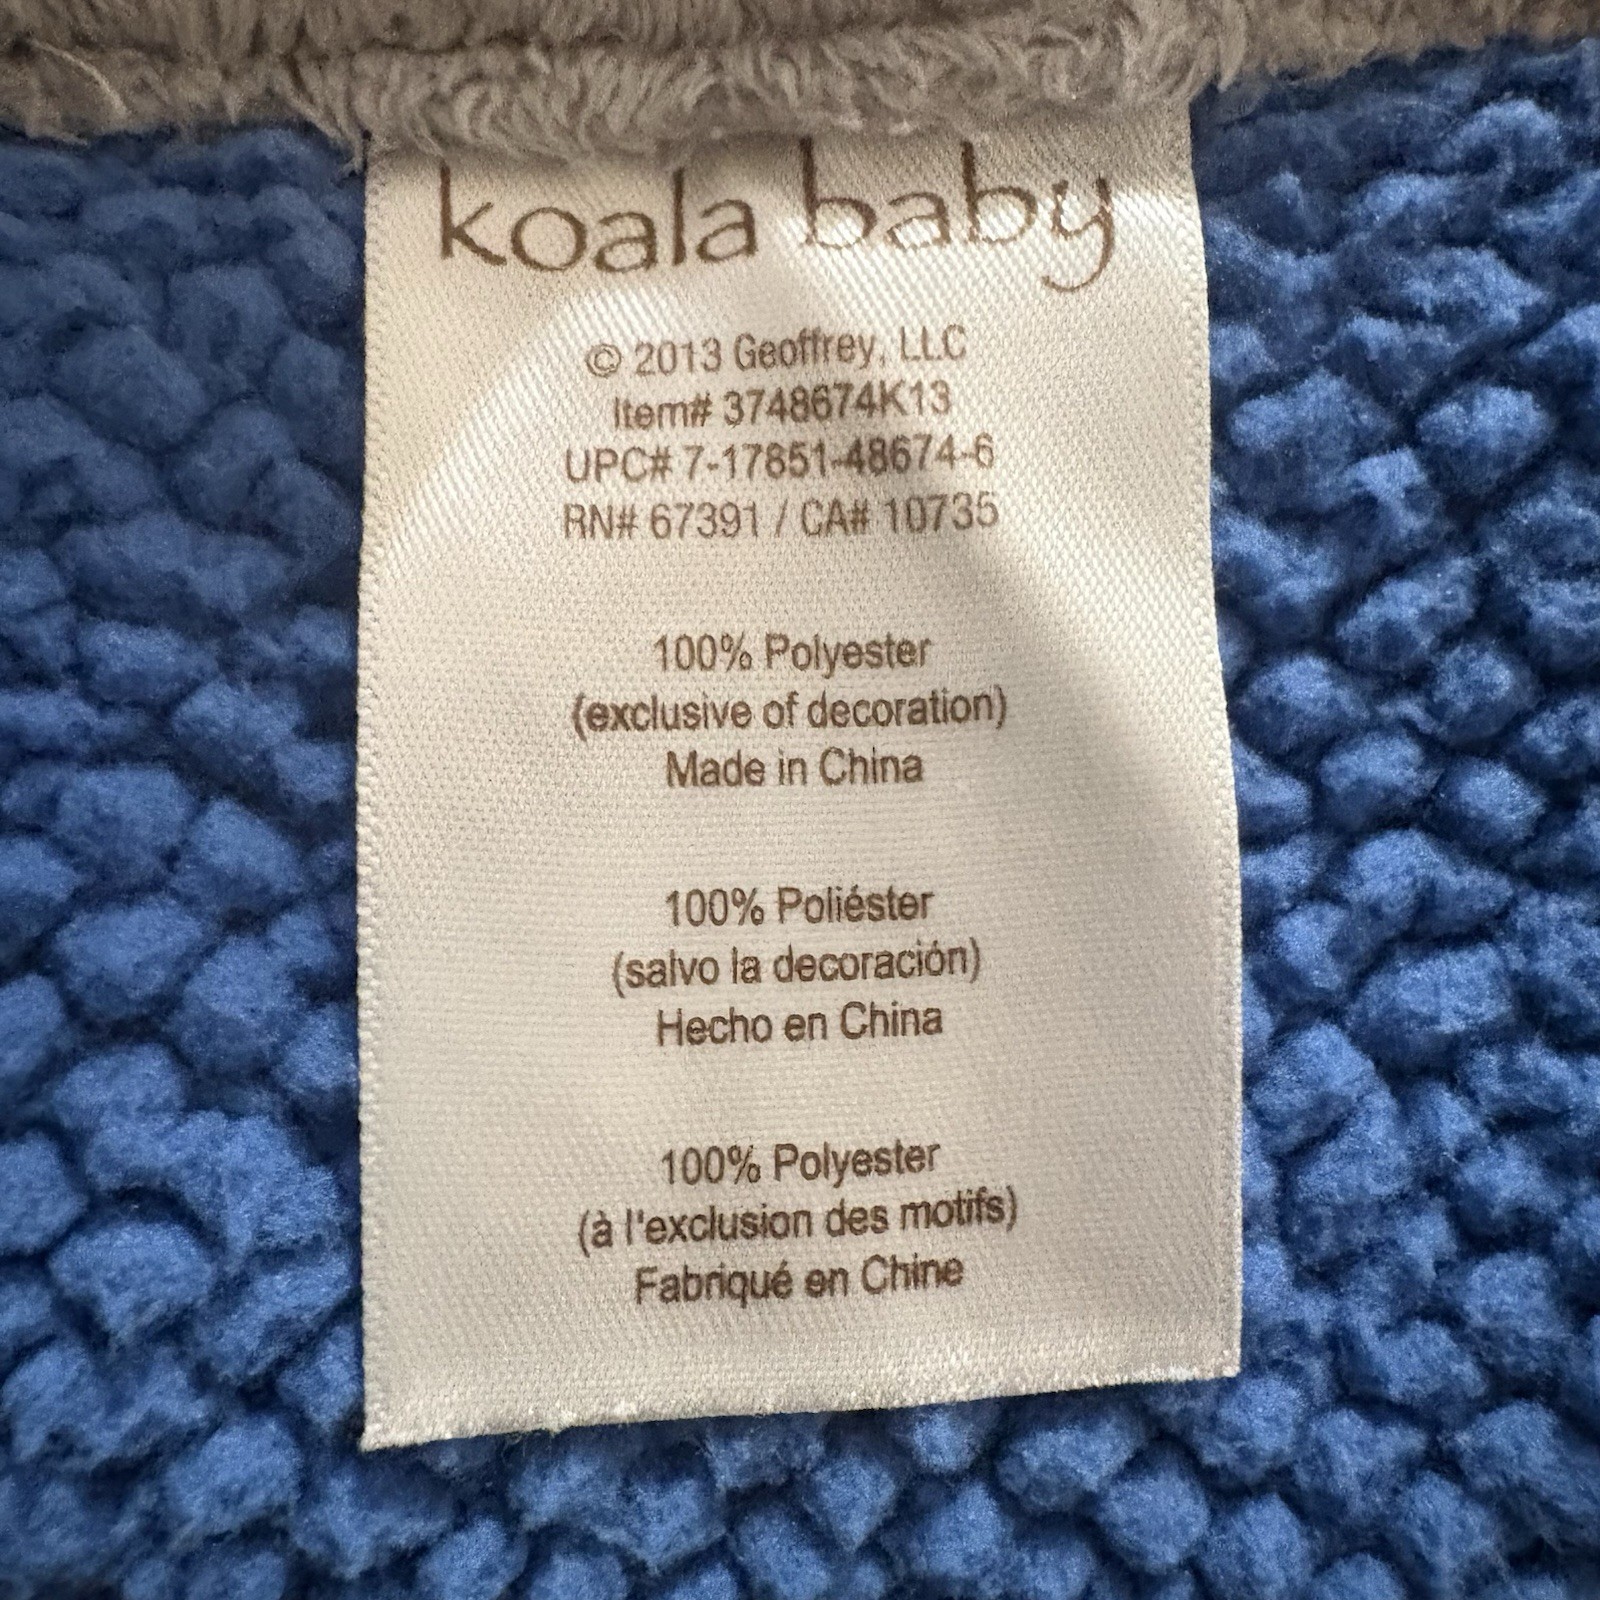 koala baby
© 2013 Geoffrey, LLC
Item# 3748674K13
UPC# 7-17851-48674-6
RN# 67391 / CA# 10735
100% Polyester
(exclusive of decoration)
Made in China
100% Poliéster
(salvo la decoración)
Hecho en China
100% Polyester
(à l'exclusion des motifs)
Fabriqué en Chine